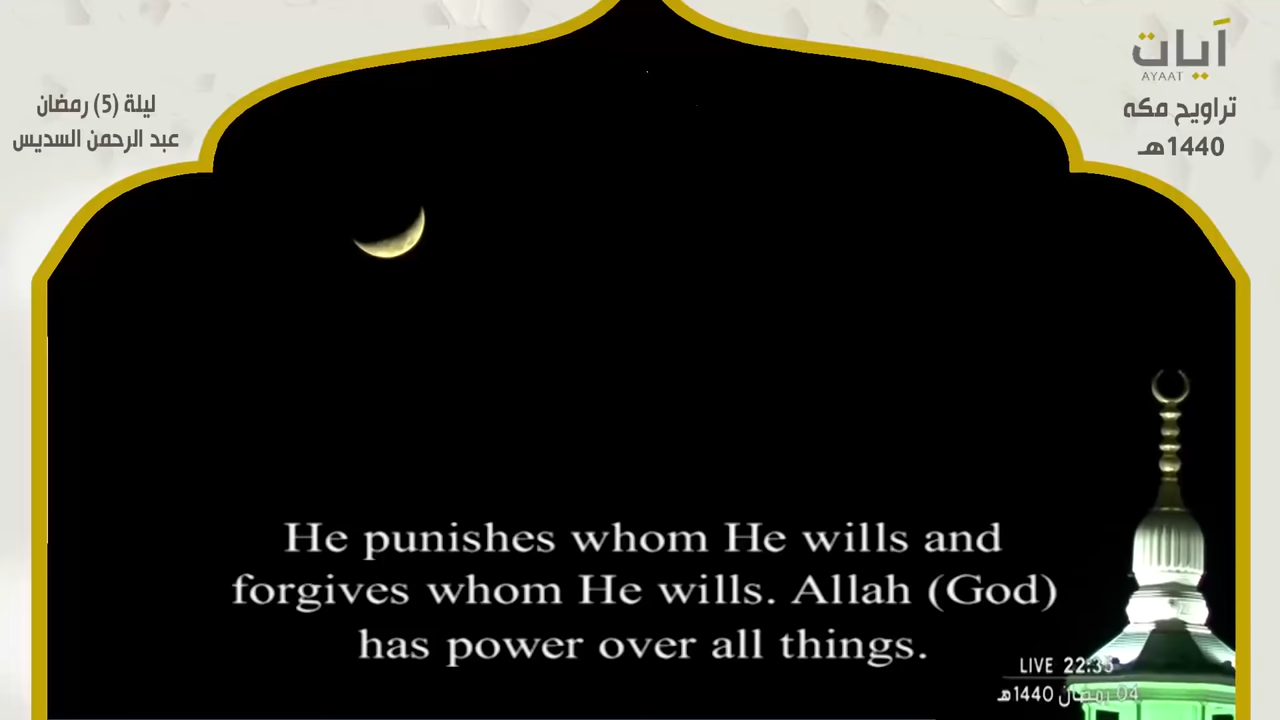 آيات
AYAAT
تراويح مكه
1440هـ
ليلة (5) رمضان
عبد الرحمن السديس
He punishes whom He wills and
forgives whom He wills. Allah (God)
has power over all things.
LIVE 22:35
04 رمضان 1440هـ